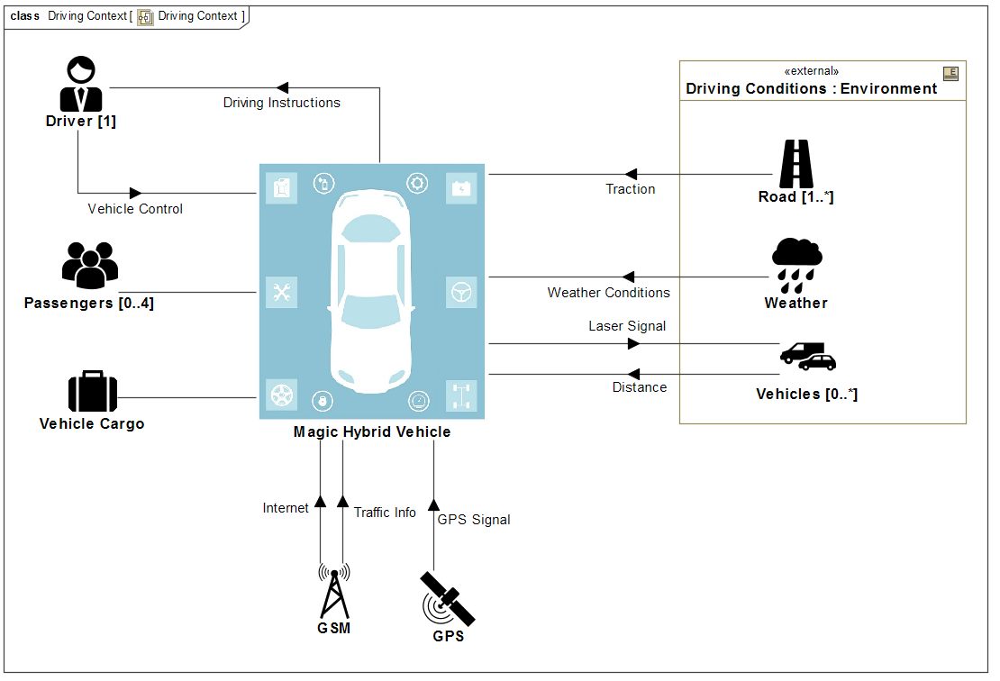 class Driving Context [ Driving Context ]
«external»
E
Driving Conditions : Environment
Driver [1]
Driving Instructions
Vehicle Control
Traction
Road [1..*]
Passengers [0..4]
Weather Conditions
Weather
Laser Signal
Distance
Vehicles [0..*]
Vehicle Cargo
Magic Hybrid Vehicle
Internet
Traffic Info
GPS Signal
GSM
GPS